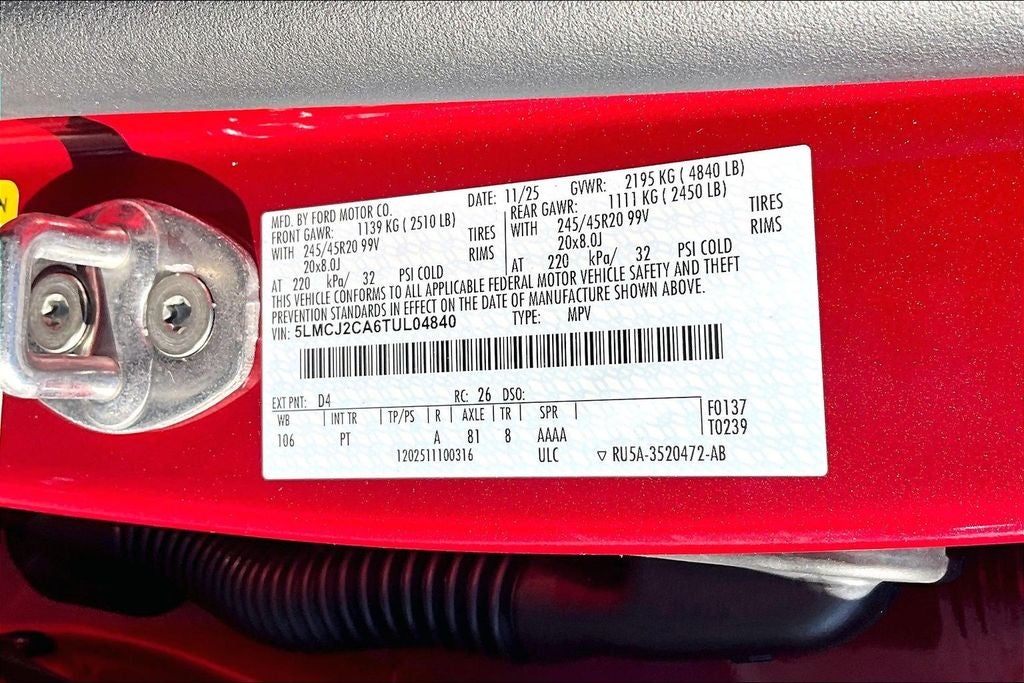 MFD. BY FORD MOTOR CO. DATE: 11/25 GVWR: 2195 KG ( 4840 LB)
FRONT GAWR: 1139 KG ( 2510 LB) REAR GAWR: 1111 KG ( 2450 LB)
WITH 245/45R20 99V TIRES WITH 245/45R20 99V TIRES
20x8.0J RIMS 20x8.0J RIMS
AT 220 kPa/ 32 PSI COLD AT 220 kPa/ 32 PSI COLD
THIS VEHICLE CONFORMS TO ALL APPLICABLE FEDERAL MOTOR VEHICLE SAFETY AND THEFT
PREVENTION STANDARDS IN EFFECT ON THE DATE OF MANUFACTURE SHOWN ABOVE.
VIN: 5LMCJ2CA6TUL04840 TYPE: MPV
EXT PNT: D4 RC: 26 DSO:
WB INT TR TP/PS R AXLE TR SPR F0137
106 PT A 81 8 AAAA T0239
1202511100316 ULC ▽ RU5A-3520472-AB